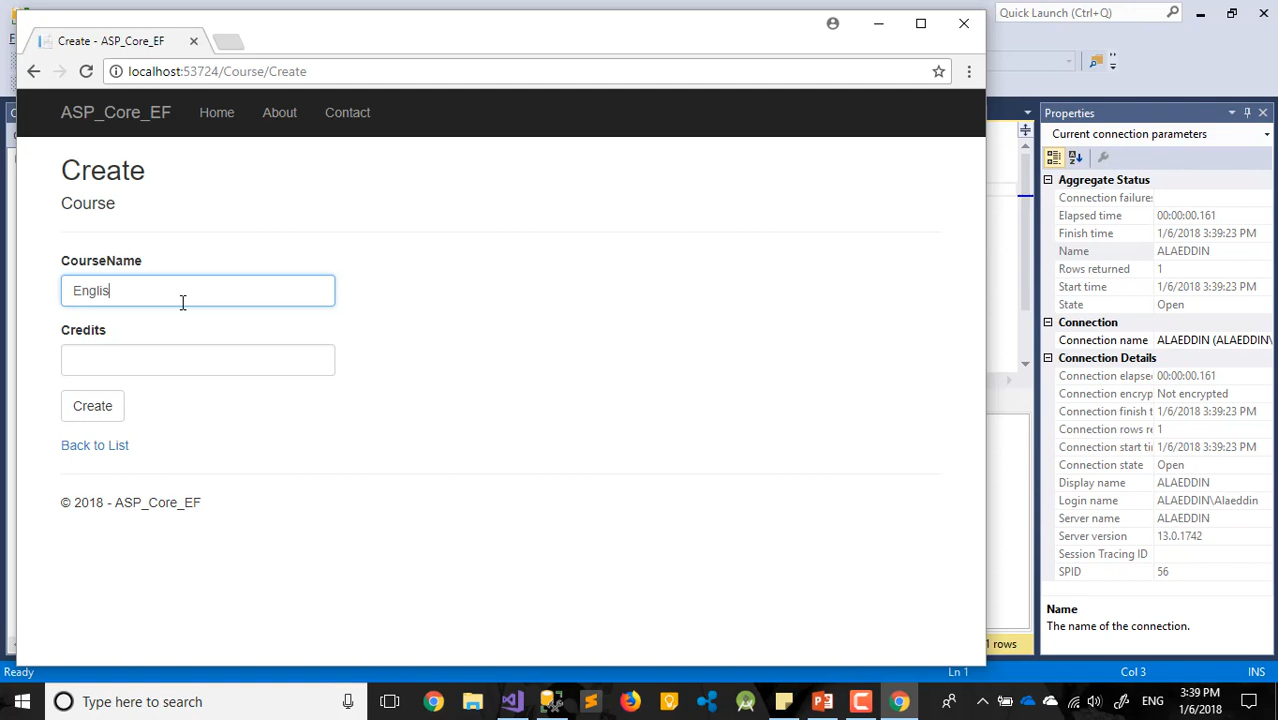 Quick Launch (Ctrl+Q)
Create - ASP_Core_EF
localhost:53724/Course/Create
ASP_Core_EF Home About Contact
Create
Course
CourseName
Englis
Credits
Create
Back to List
© 2018 - ASP_Core_EF
Properties
Current connection parameters
Aggregate Status
Connection failures
Elapsed time 00:00:00.161
Finish time 1/6/2018 3:39:23 PM
Name ALAEDDIN
Rows returned 1
Start time 1/6/2018 3:39:23 PM
State Open
Connection
Connection name ALAEDDIN (ALAEDDIN\
Connection Details
Connection elapse 00:00:00.161
Connection encryp Not encrypted
Connection finish t 1/6/2018 3:39:23 PM
Connection rows re 1
Connection start ti 1/6/2018 3:39:23 PM
Connection state Open
Display name ALAEDDIN
Login name ALAEDDIN\Alaeddin
Server name ALAEDDIN
Server version 13.0.1742
Session Tracing ID
SPID 56
Name
The name of the connection.
1 rows
Ready Ln 1 Col 3 INS
Type here to search
ENG
3:39 PM
1/6/2018